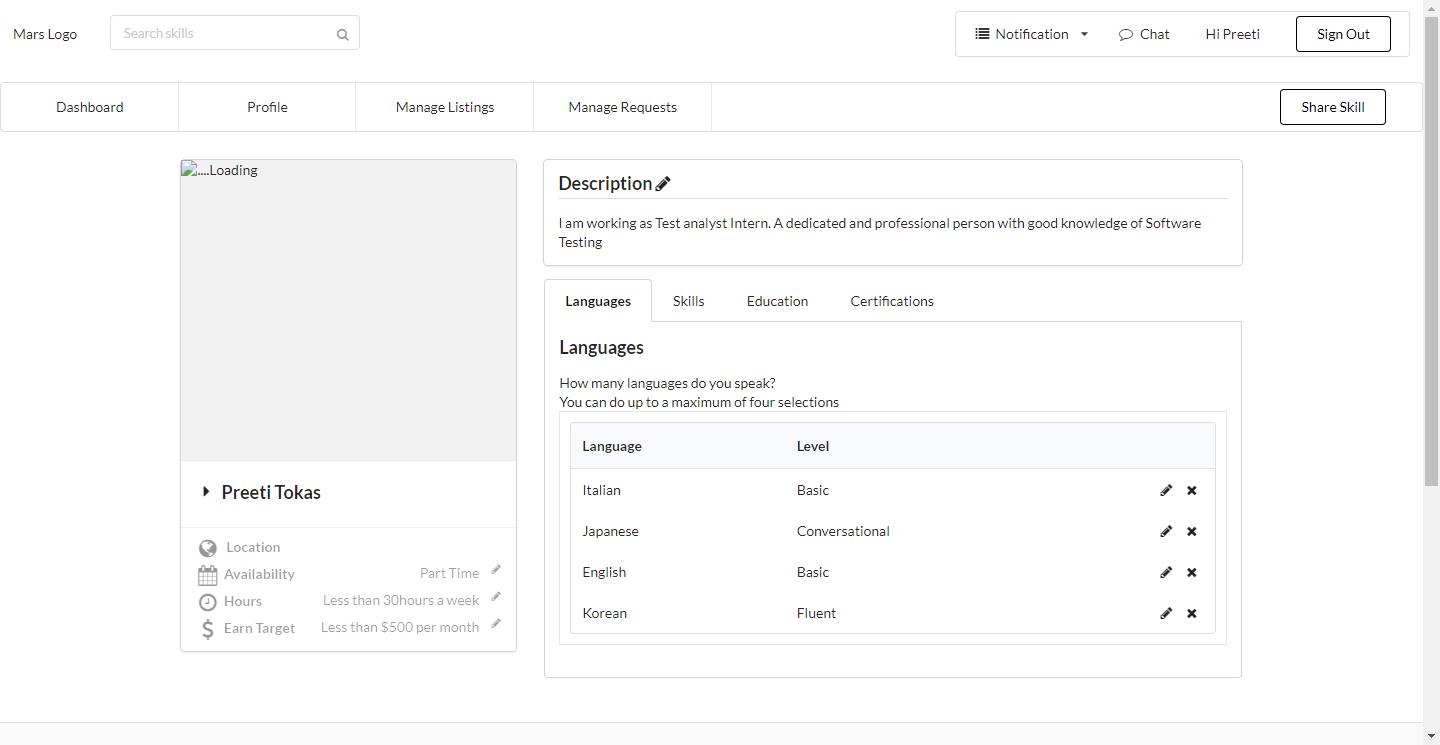 Mars Logo
Search skills
Notification
Chat
Hi Preeti
Sign Out
Dashboard
Profile
Manage Listings
Manage Requests
Share Skill
....Loading
Preeti Tokas
Location
Availability
Part Time
Hours
Less than 30hours a week
Earn Target
Less than $500 per month
Description
I am working as Test analyst Intern. A dedicated and professional person with good knowledge of Software
Testing
Languages
Skills
Education
Certifications
Languages
How many languages do you speak?
You can do up to a maximum of four selections
Language Level
Italian Basic
Japanese Conversational
English Basic
Korean Fluent